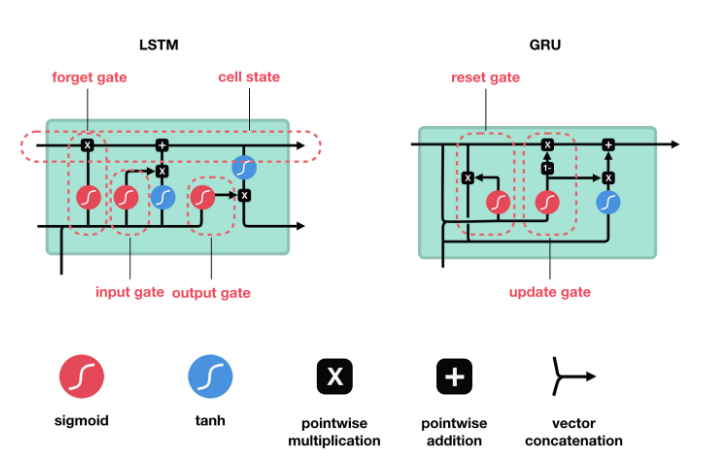 LSTM
GRU
forget gate
cell state
reset gate
X
+
X
X
X
X
+
1-
X
X
input gate
output gate
update gate
X
+
sigmoid
tanh
pointwise
multiplication
pointwise
addition
vector
concatenation